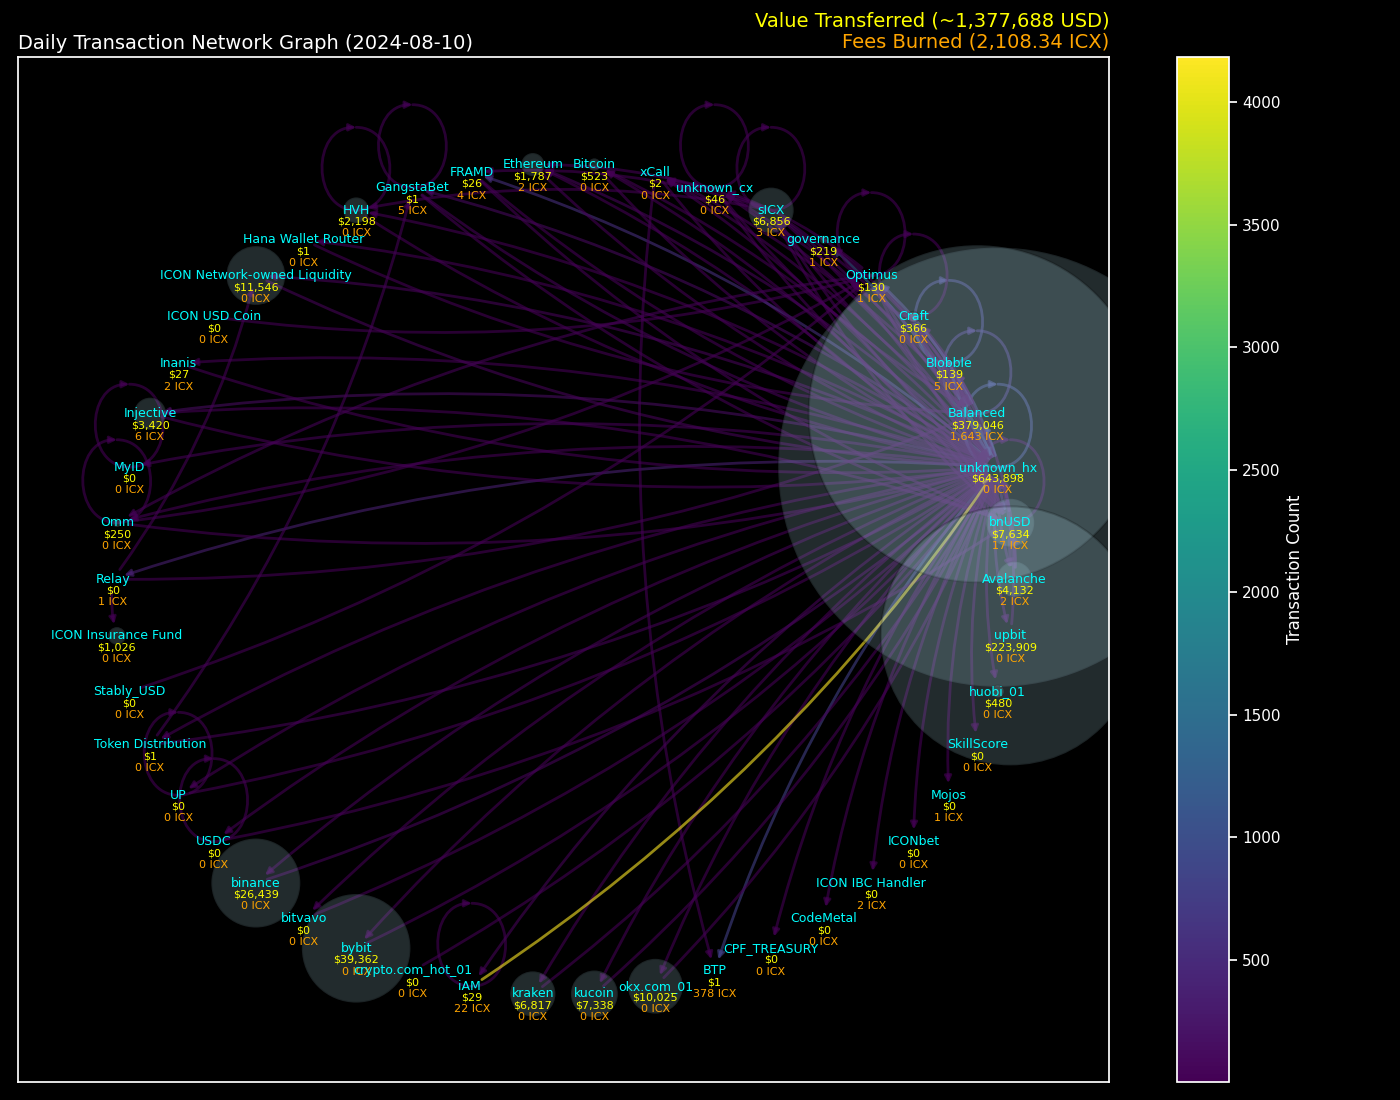 Value Transferred (~1,377,688 USD)
Daily Transaction Network Graph (2024-08-10)
Fees Burned (2,108.34 ICX)
Ethereum
$1,787
2 ICX
Bitcoin
$523
0 ICX
FRAMD
$26
4 ICX
xCall
$2
0 ICX
GangstaBet
$1
5 ICX
unknown_cx
$46
0 ICX
HVH
$2,198
0 ICX
sICX
$6,856
3 ICX
Hana Wallet Router
$1
0 ICX
governance
$219
1 ICX
ICON Network-owned Liquidity
$11,546
0 ICX
Optimus
$130
1 ICX
ICON USD Coin
$0
0 ICX
Craft
$366
0 ICX
Inanis
$27
2 ICX
Blobble
$139
5 ICX
Injective
$3,420
6 ICX
Balanced
$379,046
1,643 ICX
MyID
$0
0 ICX
unknown_hx
$643,898
0 ICX
Omm
$250
0 ICX
bnUSD
$7,634
17 ICX
Relay
$0
1 ICX
Avalanche
$4,132
2 ICX
ICON Insurance Fund
$1,026
0 ICX
upbit
$223,909
0 ICX
Stably_USD
$0
0 ICX
huobi_01
$480
0 ICX
Token Distribution
$1
0 ICX
SkillScore
$0
0 ICX
UP
$0
0 ICX
Mojos
$0
1 ICX
USDC
$0
0 ICX
ICONbet
$0
0 ICX
binance
$26,439
0 ICX
ICON IBC Handler
$0
2 ICX
bitvavo
$0
0 ICX
CodeMetal
$0
0 ICX
bybit
$39,362
0 ICX
CPF_TREASURY
$0
0 ICX
crypto.com_hot_01
$0
0 ICX
BTP
$1
378 ICX
iAM
$29
22 ICX
kraken
$6,817
0 ICX
kucoin
$7,338
0 ICX
okx.com_01
$10,025
0 ICX
4000
3500
3000
2500
2000
1500
1000
500
Transaction Count